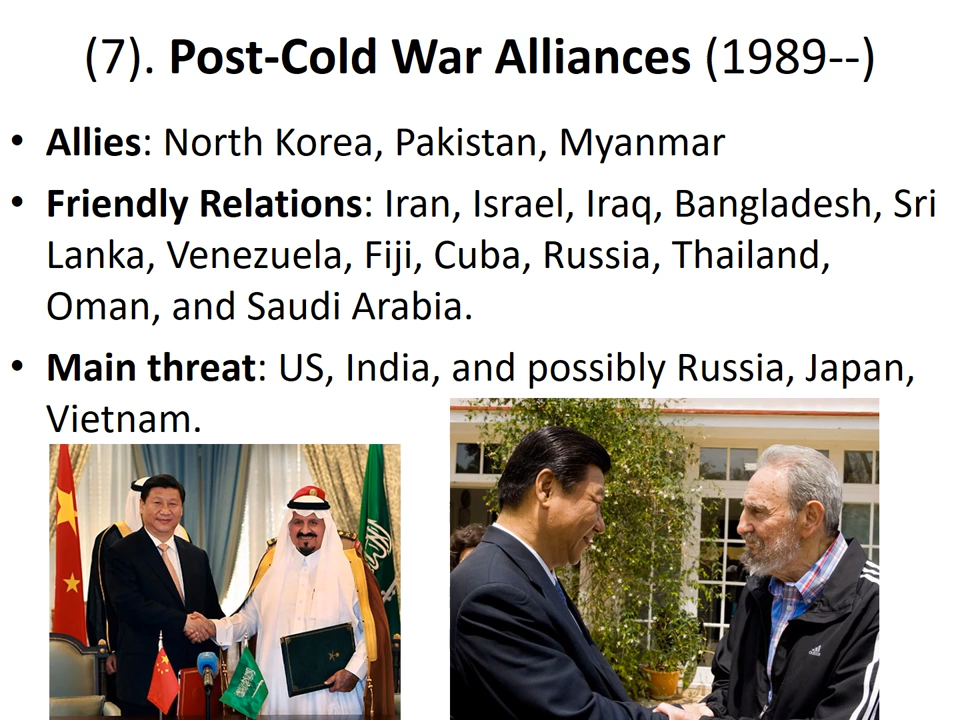 (7). Post-Cold War Alliances (1989--)
• Allies: North Korea, Pakistan, Myanmar
• Friendly Relations: Iran, Israel, Iraq, Bangladesh, Sri
Lanka, Venezuela, Fiji, Cuba, Russia, Thailand,
Oman, and Saudi Arabia.
• Main threat: US, India, and possibly Russia, Japan,
Vietnam.
adidas